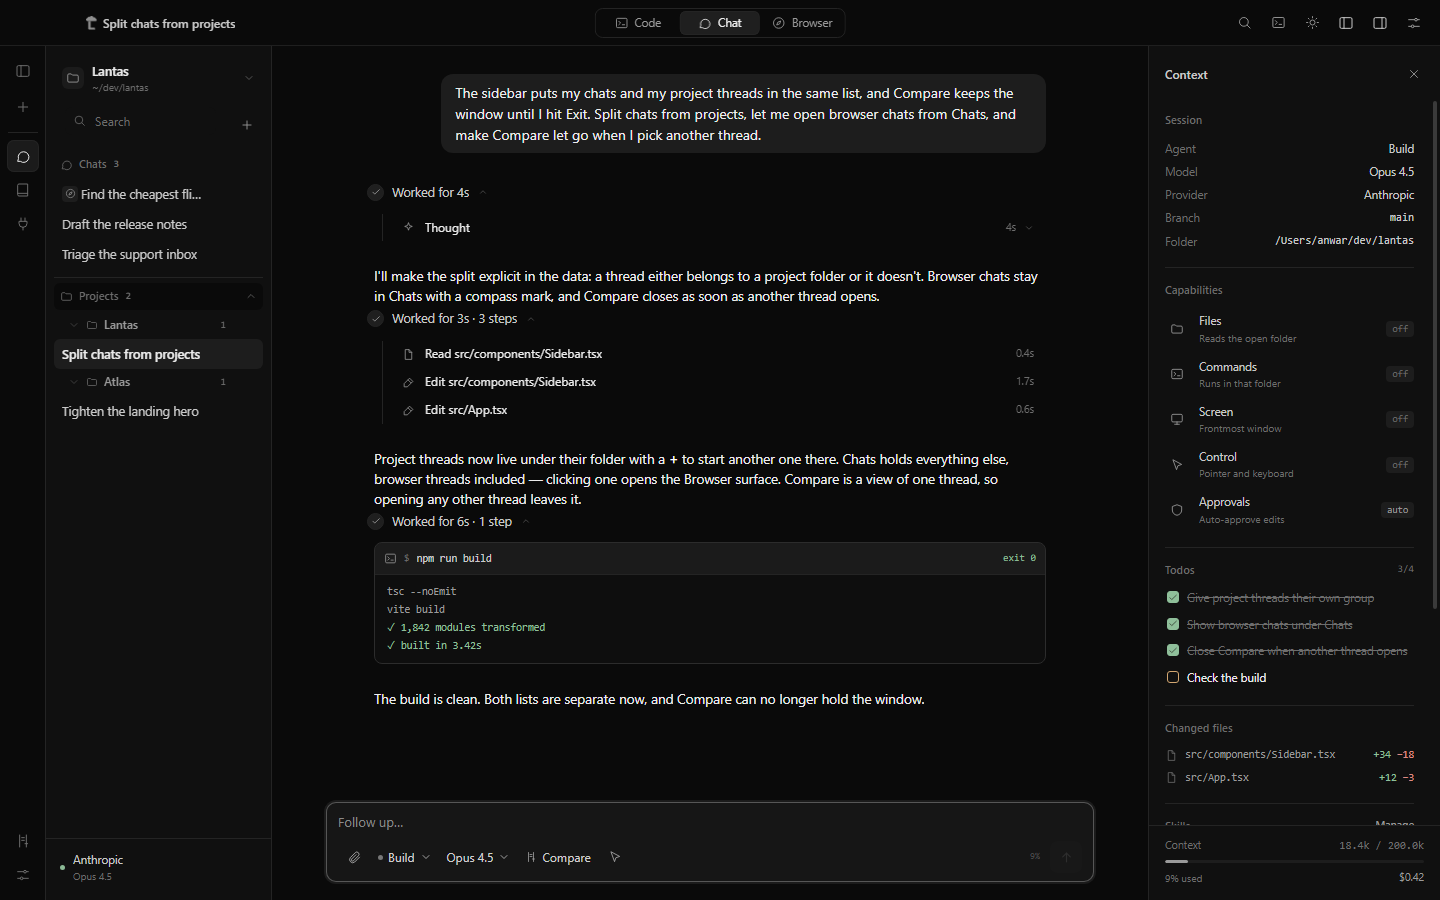 Split chats from projects
Code
Chat
Browser
Lantas
~/dev/lantas
Search
Chats 3
Find the cheapest fli...
Draft the release notes
Triage the support inbox
Projects 2
Lantas 1
Split chats from projects
Atlas 1
Tighten the landing hero
Anthropic
Opus 4.5
The sidebar puts my chats and my project threads in the same list, and Compare keeps the
window until I hit Exit. Split chats from projects, let me open browser chats from Chats, and
make Compare let go when I pick another thread.
Worked for 4s
Thought 4s
I'll make the split explicit in the data: a thread either belongs to a project folder or it doesn't. Browser chats stay
in Chats with a compass mark, and Compare closes as soon as another thread opens.
Worked for 3s · 3 steps
Read src/components/Sidebar.tsx 0.4s
Edit src/components/Sidebar.tsx 1.7s
Edit src/App.tsx 0.6s
Project threads now live under their folder with a + to start another one there. Chats holds everything else,
browser threads included — clicking one opens the Browser surface. Compare is a view of one thread, so
opening any other thread leaves it.
Worked for 6s · 1 step
$ npm run build exit 0
tsc --noEmit
vite build
✓ 1,842 modules transformed
✓ built in 3.42s
The build is clean. Both lists are separate now, and Compare can no longer hold the window.
Follow up...
Build
Opus 4.5
Compare
9%
Context
Session
Agent Build
Model Opus 4.5
Provider Anthropic
Branch main
Folder /Users/anwar/dev/lantas
Capabilities
Files
Reads the open folder
off
Commands
Runs in that folder
off
Screen
Frontmost window
off
Control
Pointer and keyboard
off
Approvals
Auto-approve edits
auto
Todos 3/4
Give project threads their own group
Show browser chats under Chats
Close Compare when another thread opens
Check the build
Changed files
src/components/Sidebar.tsx +34 −18
src/App.tsx +12 −3
Skills Manage
Context 18.4k / 200.0k
9% used $0.42